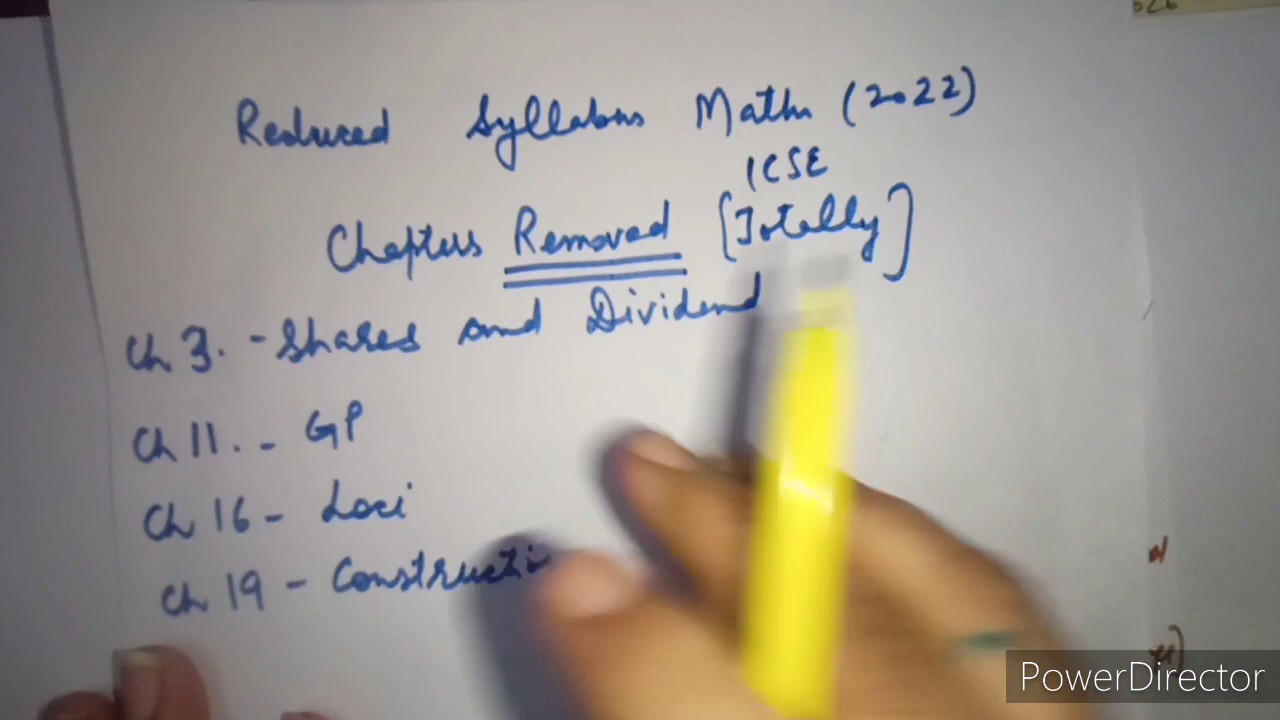 Reduced Syllabus Maths (2022)
ICSE
Chapters Removed [Totally]
Ch 3. - Shares and Dividend
Ch 11. - GP
Ch 16 - Loci
Ch 19 - Constructi
PowerDirector